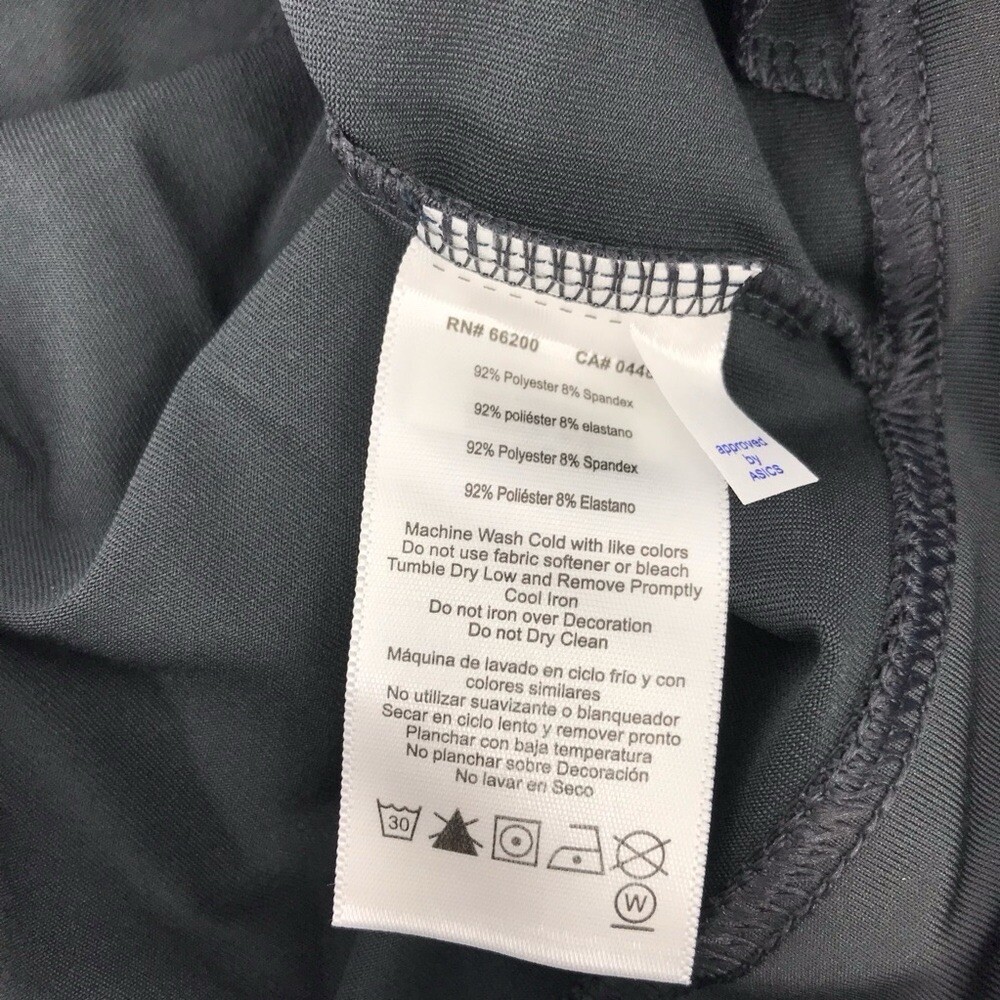 RN# 66200 CA#
92% Polyester 8% Spandex
92% poliéster 8% elastano
92% Polyester 8% Spandex
92% Poliéster 8% Elastano
approved
by
ASICS
Machine Wash Cold with like colors
Do not use fabric softener or bleach
Tumble Dry Low and Remove Promptly
Cool Iron
Do not iron over Decoration
Do not Dry Clean
Máquina de lavado en ciclo frío y con
colores similares
No utilizar suavizante o blanqueador
Secar en ciclo lento y remover pronto
Planchar con baja temperatura
No planchar sobre Decoración
No lavar en Seco
30
W